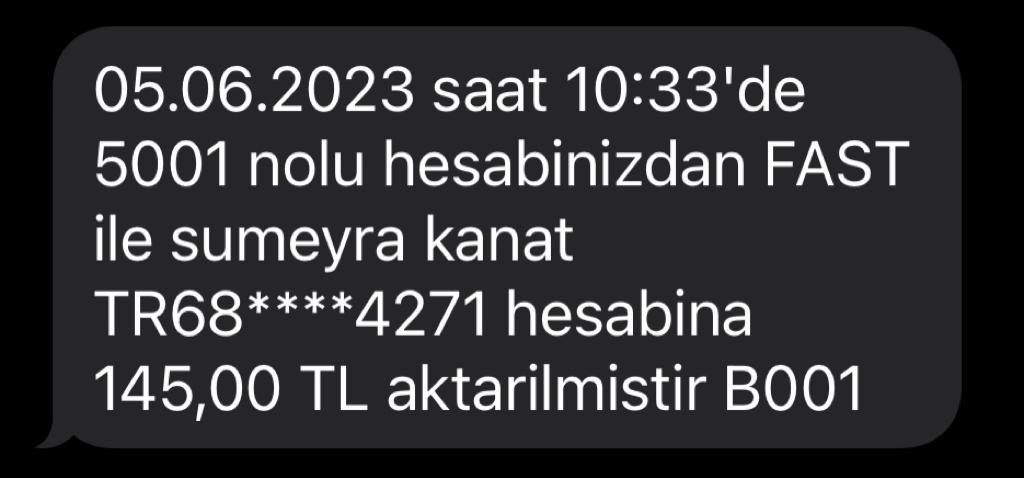 05.06.2023 saat 10:33'de
5001 nolu hesabinizdan FAST
ile sumeyra kanat
TR68****4271 hesabina
145,00 TL aktarilmistir B001